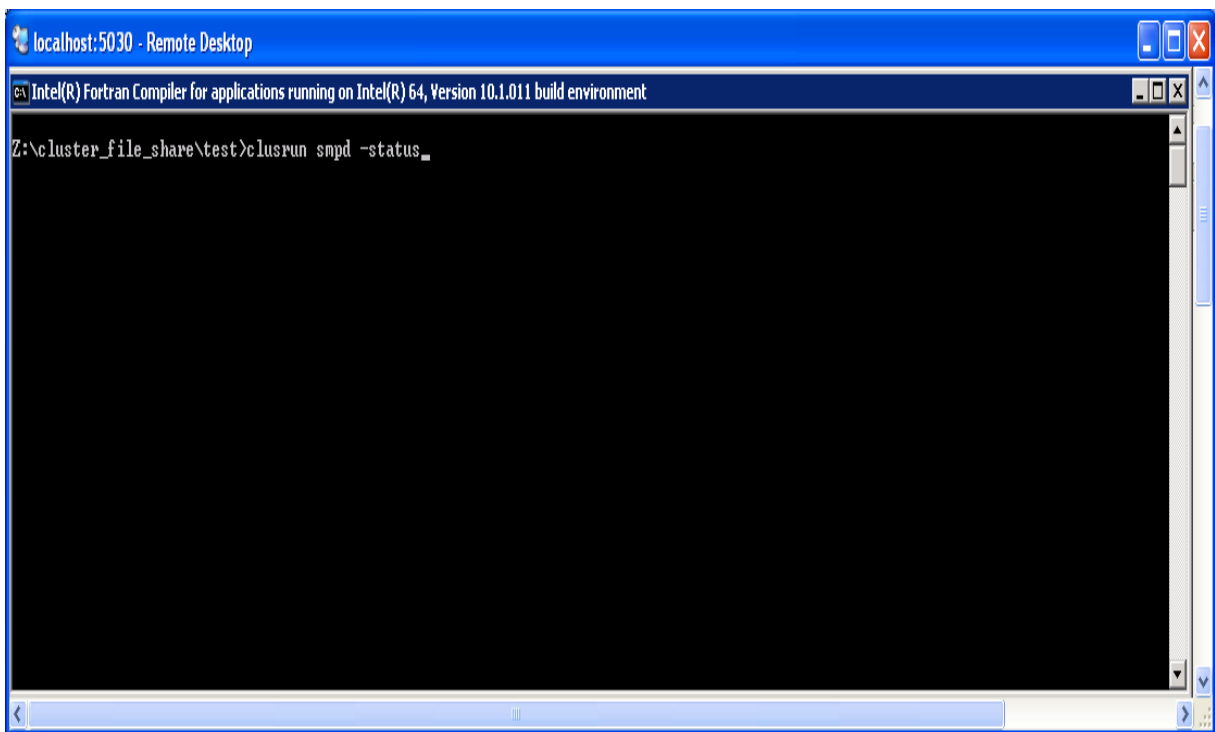 localhost:5030 - Remote Desktop
Intel(R) Fortran Compiler for applications running on Intel(R) 64, Version 10.1.011 build environment
Z:\cluster_file_share\test>clusrun smpd -status_